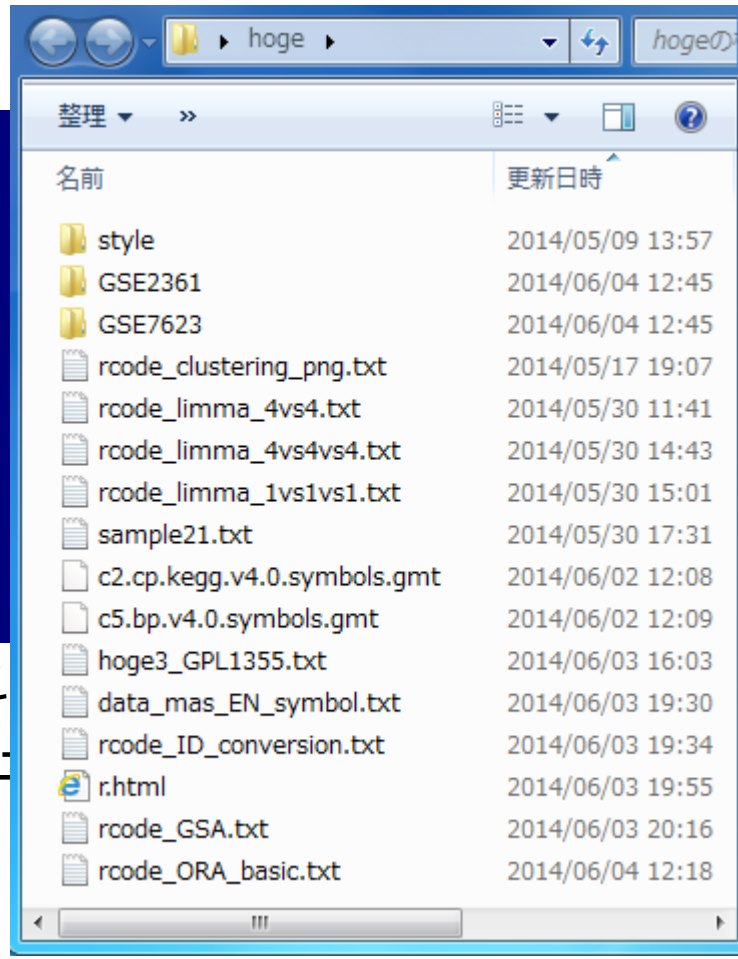 hoge
hogeの
整理
»
名前 更新日時
style 2014/05/09 13:57
GSE2361 2014/06/04 12:45
GSE7623 2014/06/04 12:45
rcode_clustering_png.txt 2014/05/17 19:07
rcode_limma_4vs4.txt 2014/05/30 11:41
rcode_limma_4vs4vs4.txt 2014/05/30 14:43
rcode_limma_1vs1vs1.txt 2014/05/30 15:01
sample21.txt 2014/05/30 17:31
c2.cp.kegg.v4.0.symbols.gmt 2014/06/02 12:08
c5.bp.v4.0.symbols.gmt 2014/06/02 12:09
hoge3_GPL1355.txt 2014/06/03 16:03
data_mas_EN_symbol.txt 2014/06/03 19:30
rcode_ID_conversion.txt 2014/06/03 19:34
r.html 2014/06/03 19:55
rcode_GSA.txt 2014/06/03 20:16
rcode_ORA_basic.txt 2014/06/04 12:18